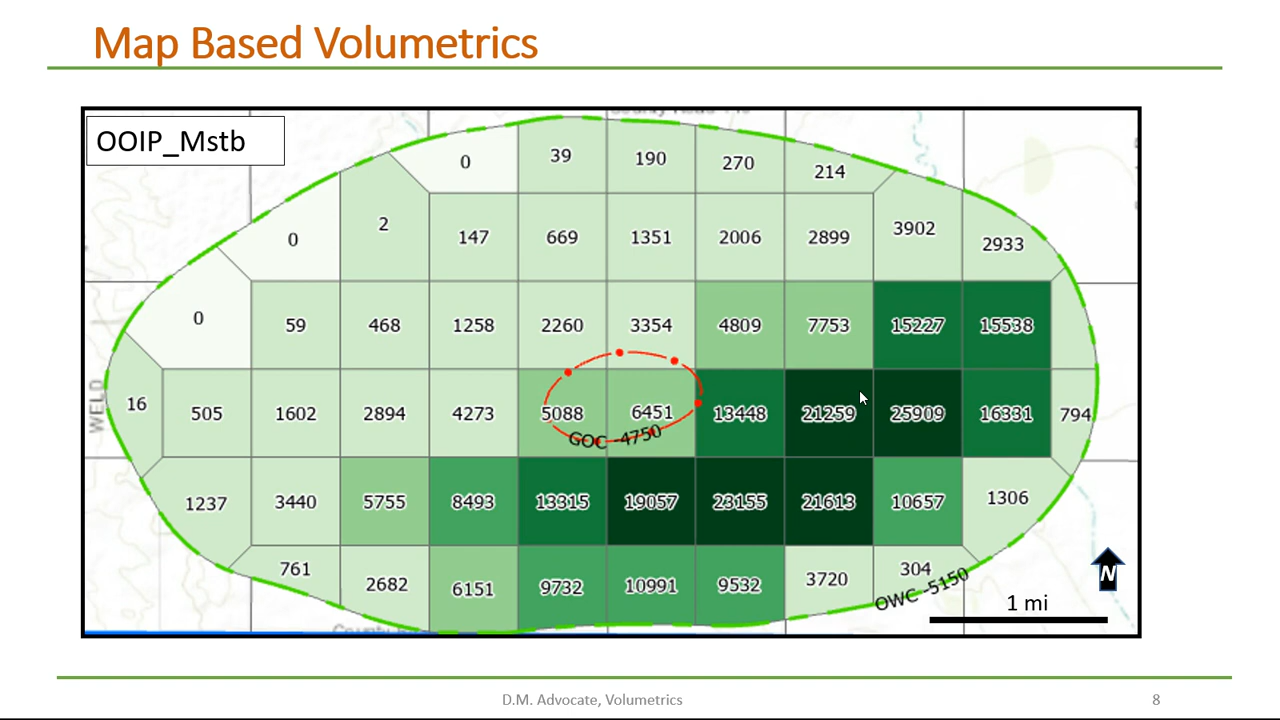 Map Based Volumetrics
OOIP_Mstb
0 39 190 270 214
0 2 147 669 1351 2006 2899 3902 2933
0 59 468 1258 2260 3354 4809 7753 15227 15538
WELD
16 505 1602 2894 4273 5088 6451 13448 21259 25909 16331 794
GOC -4750
1237 3440 5755 8493 13315 19057 23155 21613 10657 1306
761 2682 6151 9732 10991 9532 3720 304
OWC -5150
N
1 mi
County
D.M. Advocate, Volumetrics
8